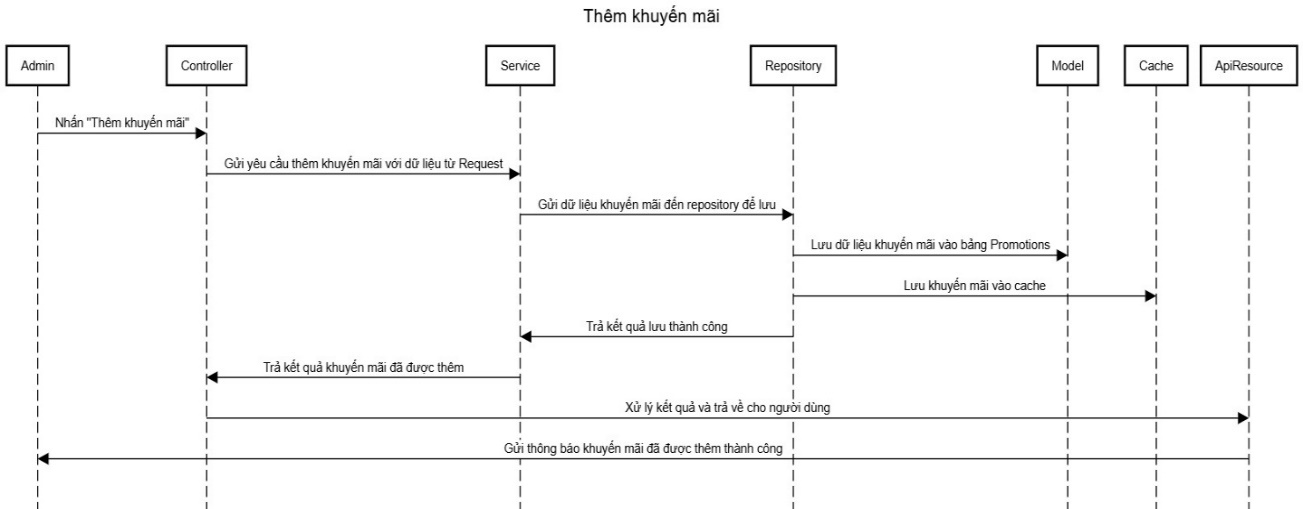 Thêm khuyến mãi
Admin
Controller
Service
Repository
Model
Cache
ApiResource
Nhấn "Thêm khuyến mãi"
Gửi yêu cầu thêm khuyến mãi với dữ liệu từ Request
Gửi dữ liệu khuyến mãi đến repository để lưu
Lưu dữ liệu khuyến mãi vào bảng Promotions
Lưu khuyến mãi vào cache
Trả kết quả lưu thành công
Trả kết quả khuyến mãi đã được thêm
Xử lý kết quả và trả về cho người dùng
Gửi thông báo khuyến mãi đã được thêm thành công